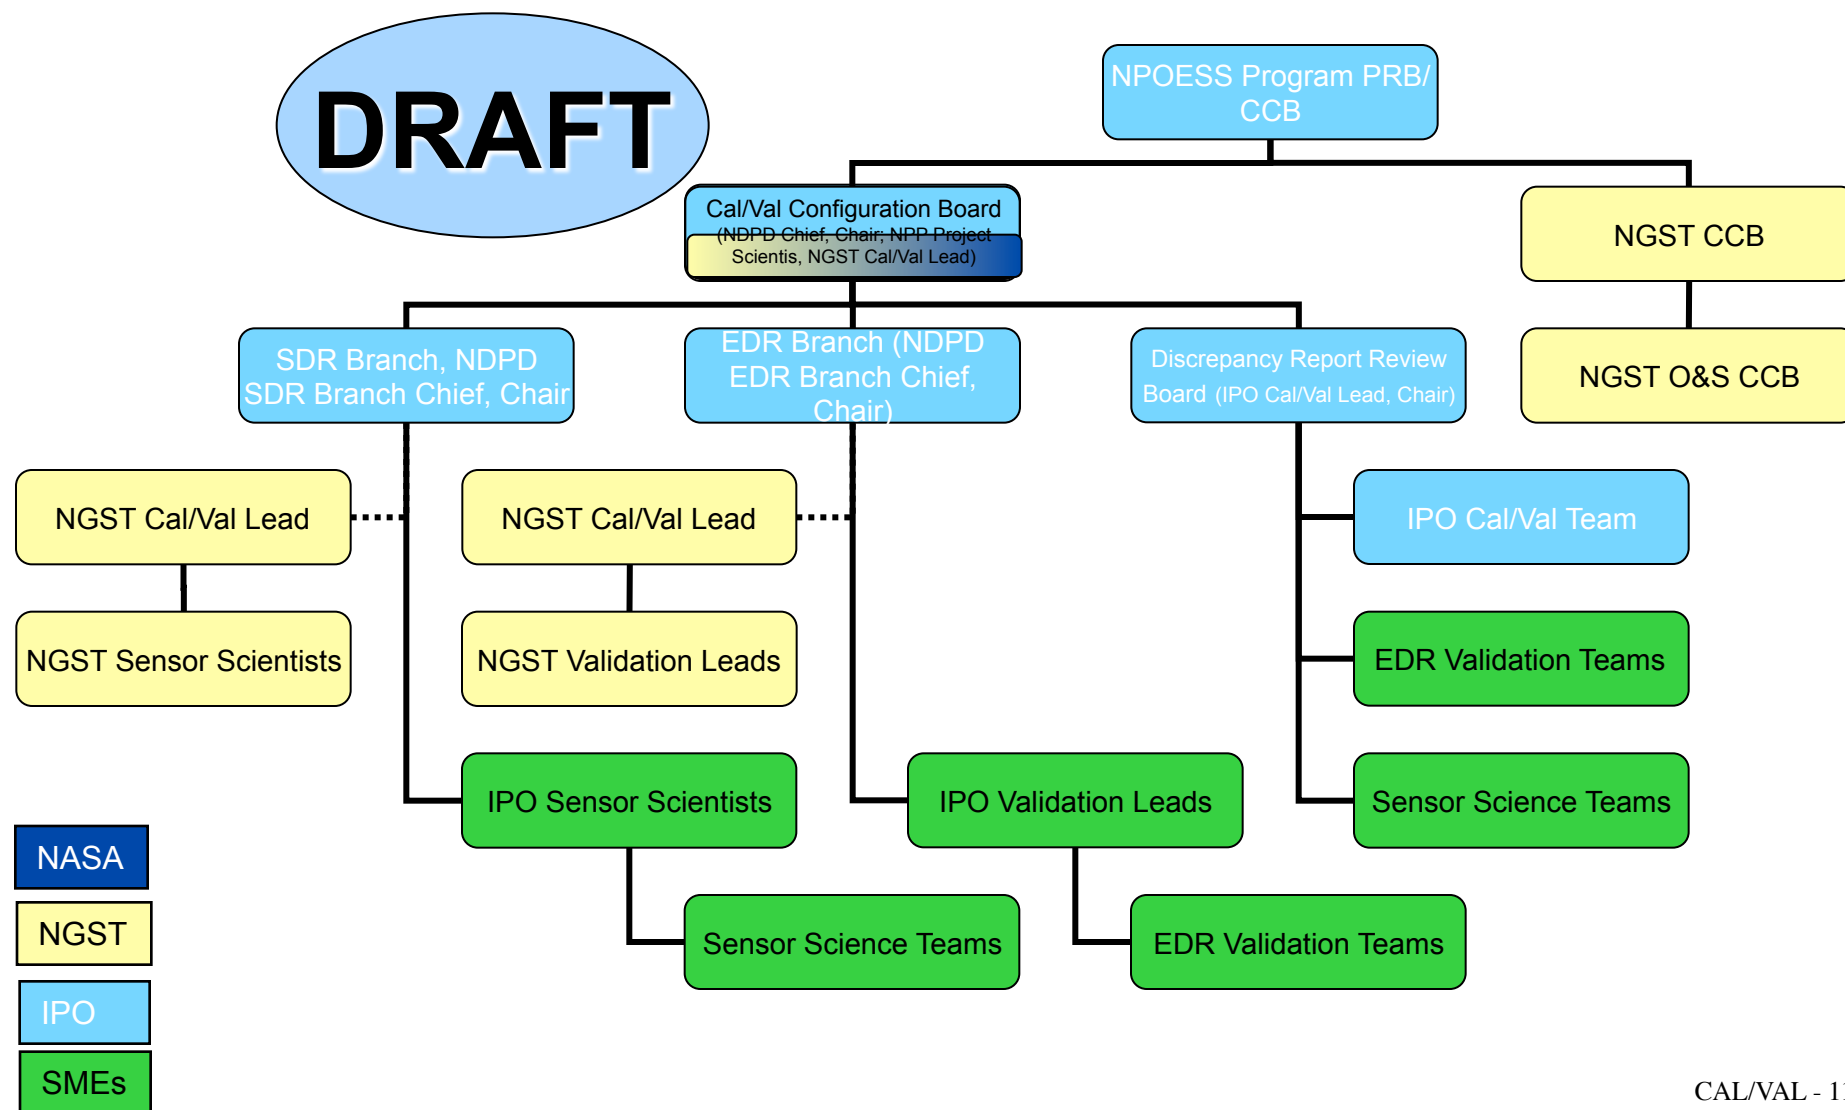 DRAFT
NPOESS Program PRB/
CCB
Cal/Val Configuration Board
(NDPD Chief, Chair; NPP Project
Scientis, NGST Cal/Val Lead)
NGST CCB
SDR Branch, NDPD
SDR Branch Chief, Chair
EDR Branch (NDPD
EDR Branch Chief,
Chair)
Discrepancy Report Review
Board (IPO Cal/Val Lead, Chair)
NGST O&S CCB
NGST Cal/Val Lead
NGST Cal/Val Lead
IPO Cal/Val Team
NGST Sensor Scientists
NGST Validation Leads
EDR Validation Teams
IPO Sensor Scientists
IPO Validation Leads
Sensor Science Teams
Sensor Science Teams
EDR Validation Teams
NASA
NGST
IPO
SMEs
CAL/VAL -